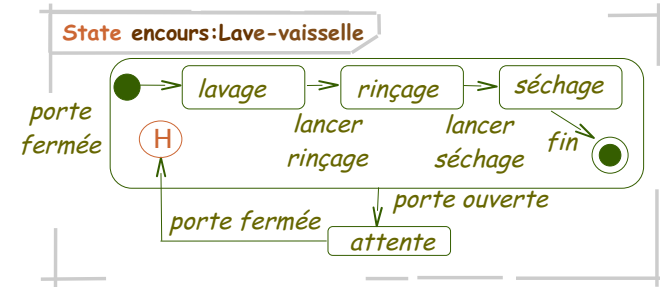 State encours:Lave-vaisselle
lavage
rinçage
séchage
porte
fermée
H
lancer
rinçage
lancer
séchage
fin
porte ouverte
porte fermée
attente